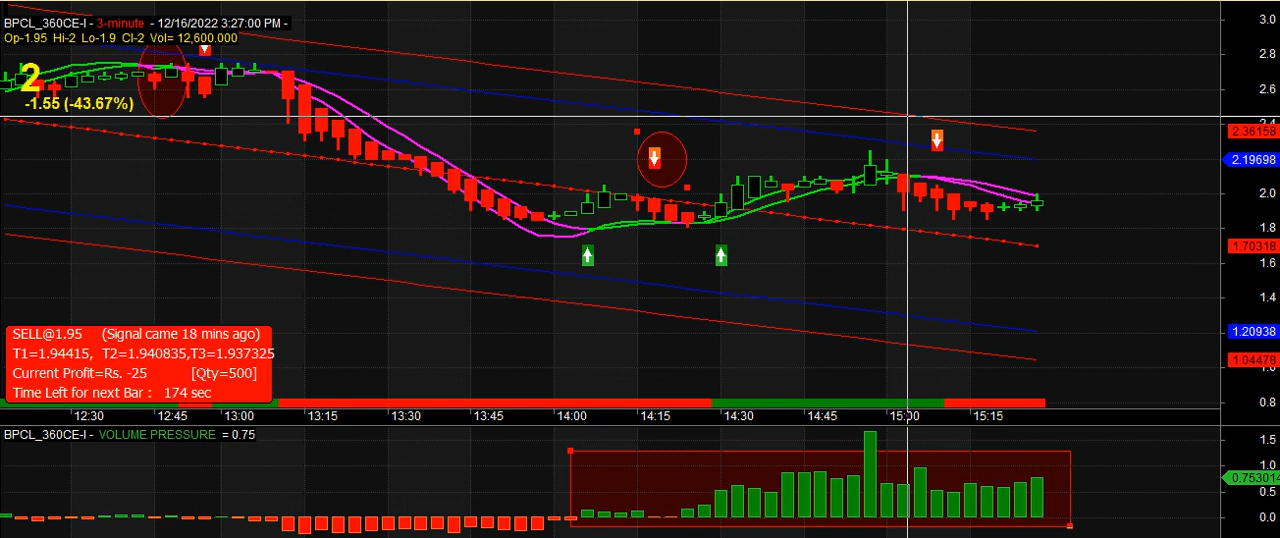 BPCL_360CE-I - 3-minute - 12/16/2022 3:27:00 PM -
Op-1.95 Hi-2 Lo-1.9 Cl-2 Vol= 12,600.000
2
-1.55 (-43.67%)
3.0
2.8
2.6
2.4
2.36158
2.19698
2.0
1.8
1.70318
1.6
1.4
1.20938
1.04478
1.0
0.8
SELL@1.95 (Signal came 18 mins ago)
T1=1.94415, T2=1.940835,T3=1.937325
Current Profit=Rs. -25 [Qty=500]
Time Left for next Bar : 174 sec
12:30 12:45 13:00 13:15 13:30 13:45 14:00 14:15 14:30 14:45 15:00 15:15
BPCL_360CE-I - VOLUME PRESSURE = 0.75
1.5
1.0
0.753014
0.5
0.0